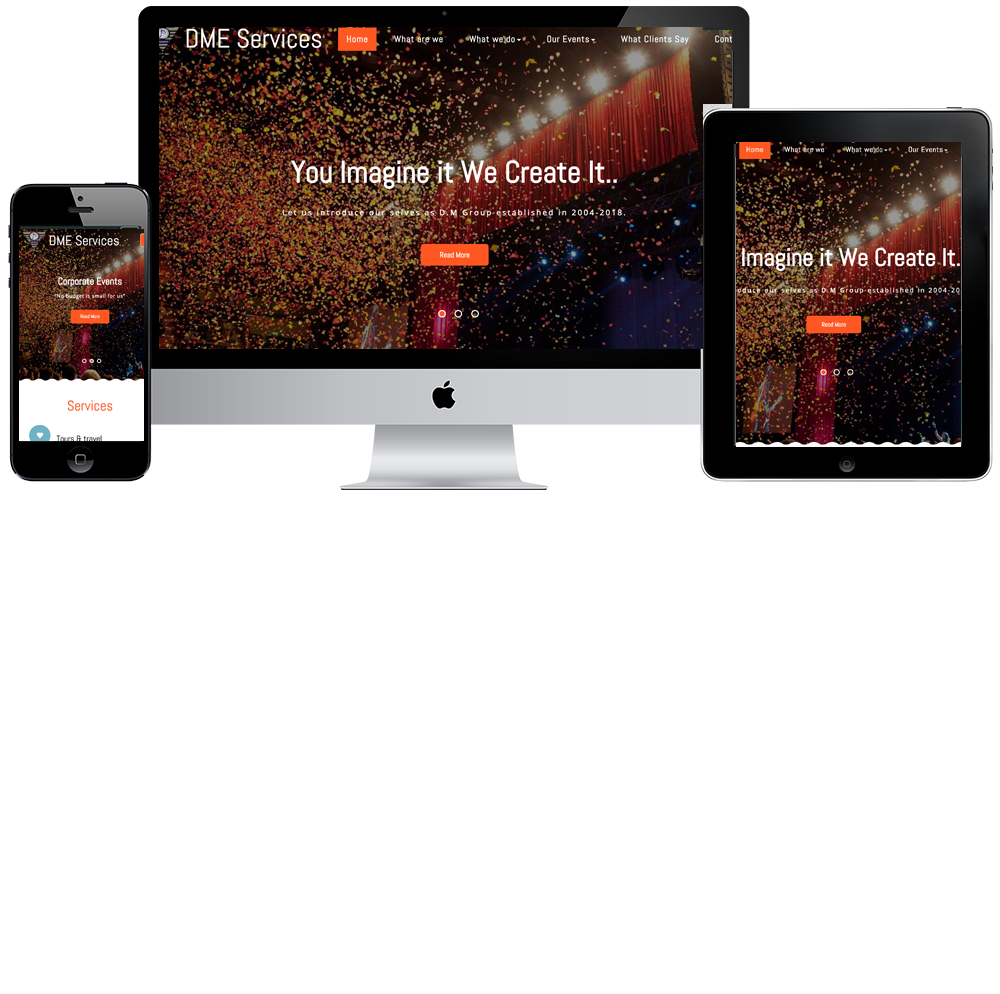 DME Services
Home What are we What we do Our Events What Clients Say Cont
You Imagine it We Create It..
Let us introduce our selves as D.M Group established in 2004-2018.
Read More
Home What are we What we do Our Events
Imagine it We Create It.
oduce our selves as D.M Group established in 2004-20
Read More
DME Services
Corporate Events
"No budget is small for us"
Read More
Services
Tours & travel